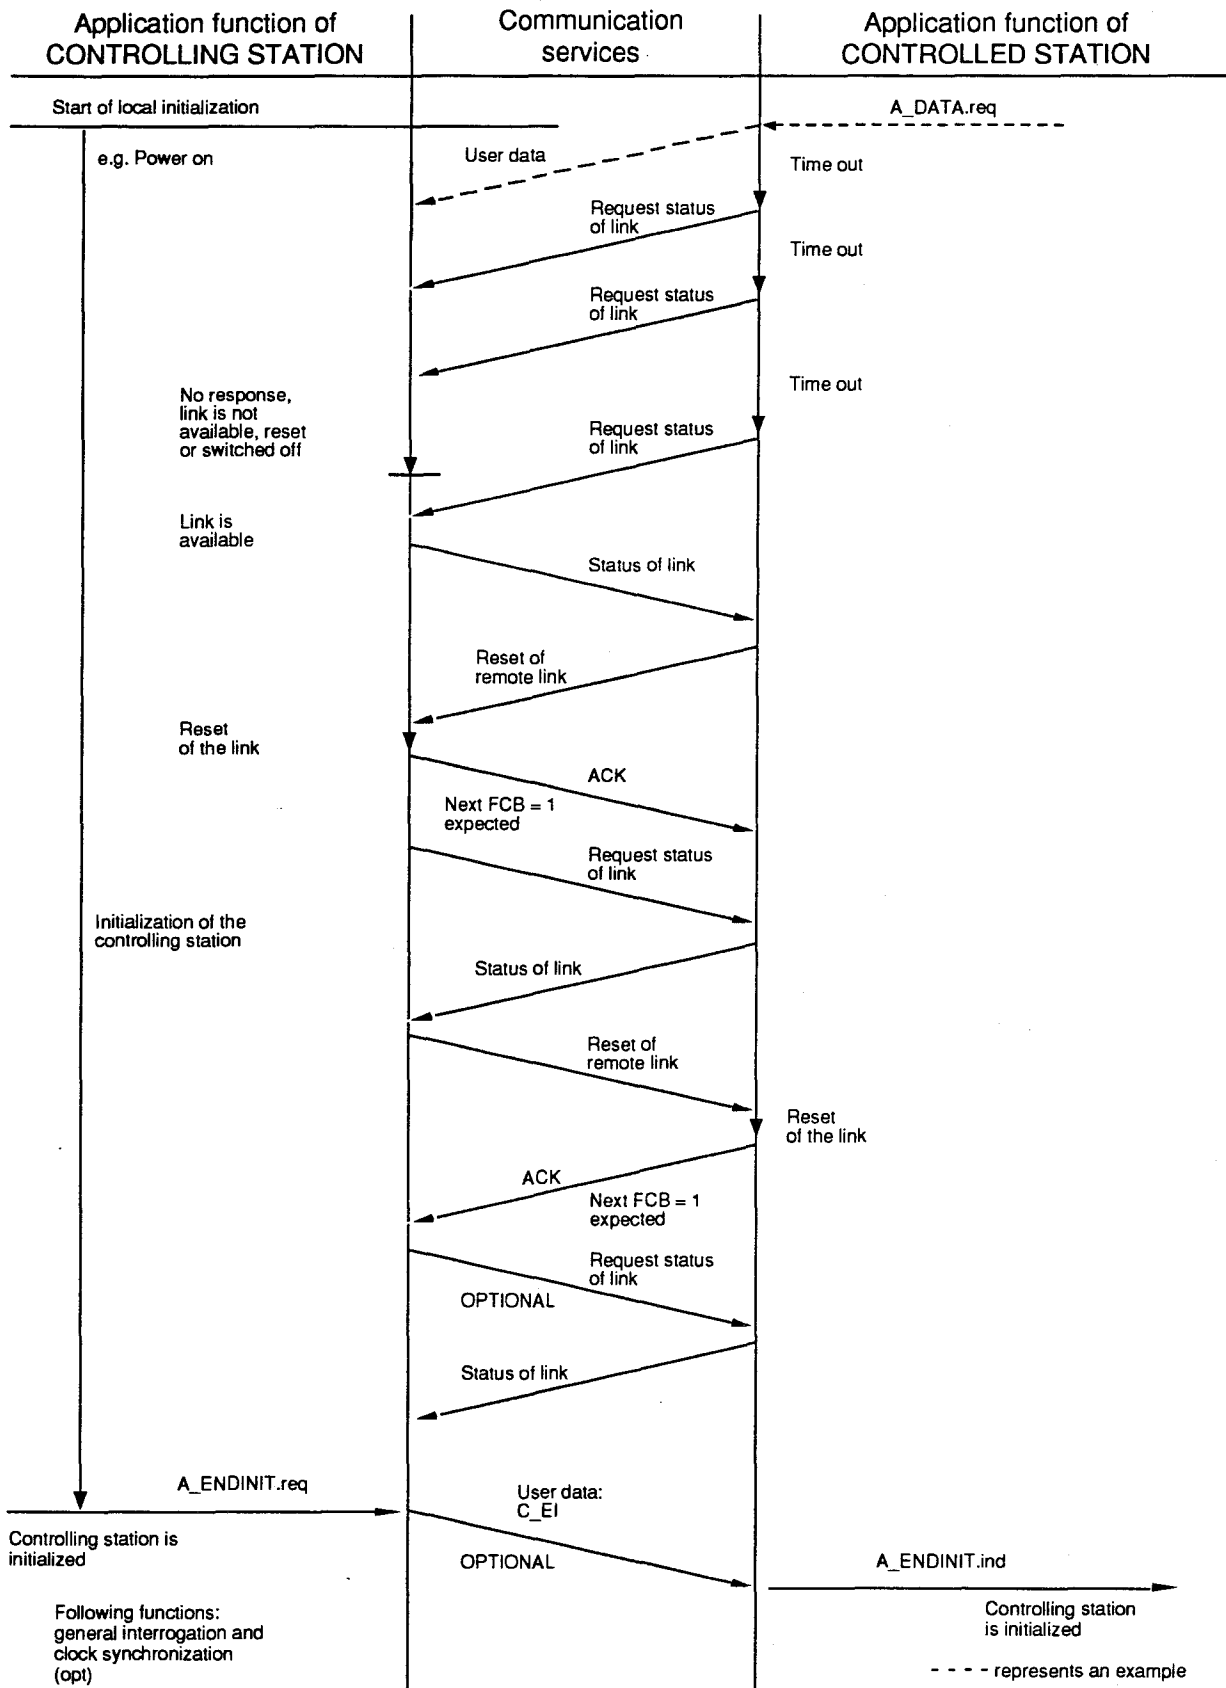 Application function of
CONTROLLING STATION
Communication
services
Application function of
CONTROLLED STATION
Start of local initialization
A_DATA.req
e.g. Power on
User data
Time out
Request status
of link
Time out
Request status
of link
Time out
No response,
link is not
available, reset
or switched off
Request status
of link
Link is
available
Status of link
Reset of
remote link
Reset
of the link
ACK
Next FCB = 1
expected
Request status
of link
Initialization of the
controlling station
Status of link
Reset of
remote link
Reset
of the link
ACK
Next FCB = 1
expected
Request status
of link
OPTIONAL
Status of link
A_ENDINIT.req
User data:
C_EI
Controlling station is
initialized
OPTIONAL
A_ENDINIT.ind
Following functions:
general interrogation and
clock synchronization
(opt)
Controlling station
is initialized
- - - - represents an example